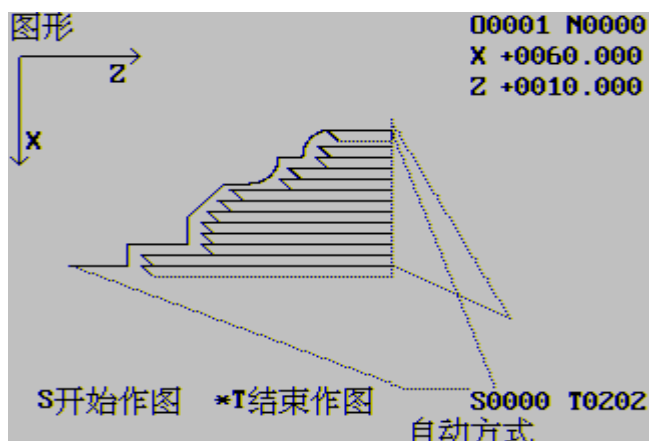 图形
O0001 N0000
X +0060.000
Z +0010.000
Z
X
S开始作图 *T结束作图
S0000 T0202
自动方式